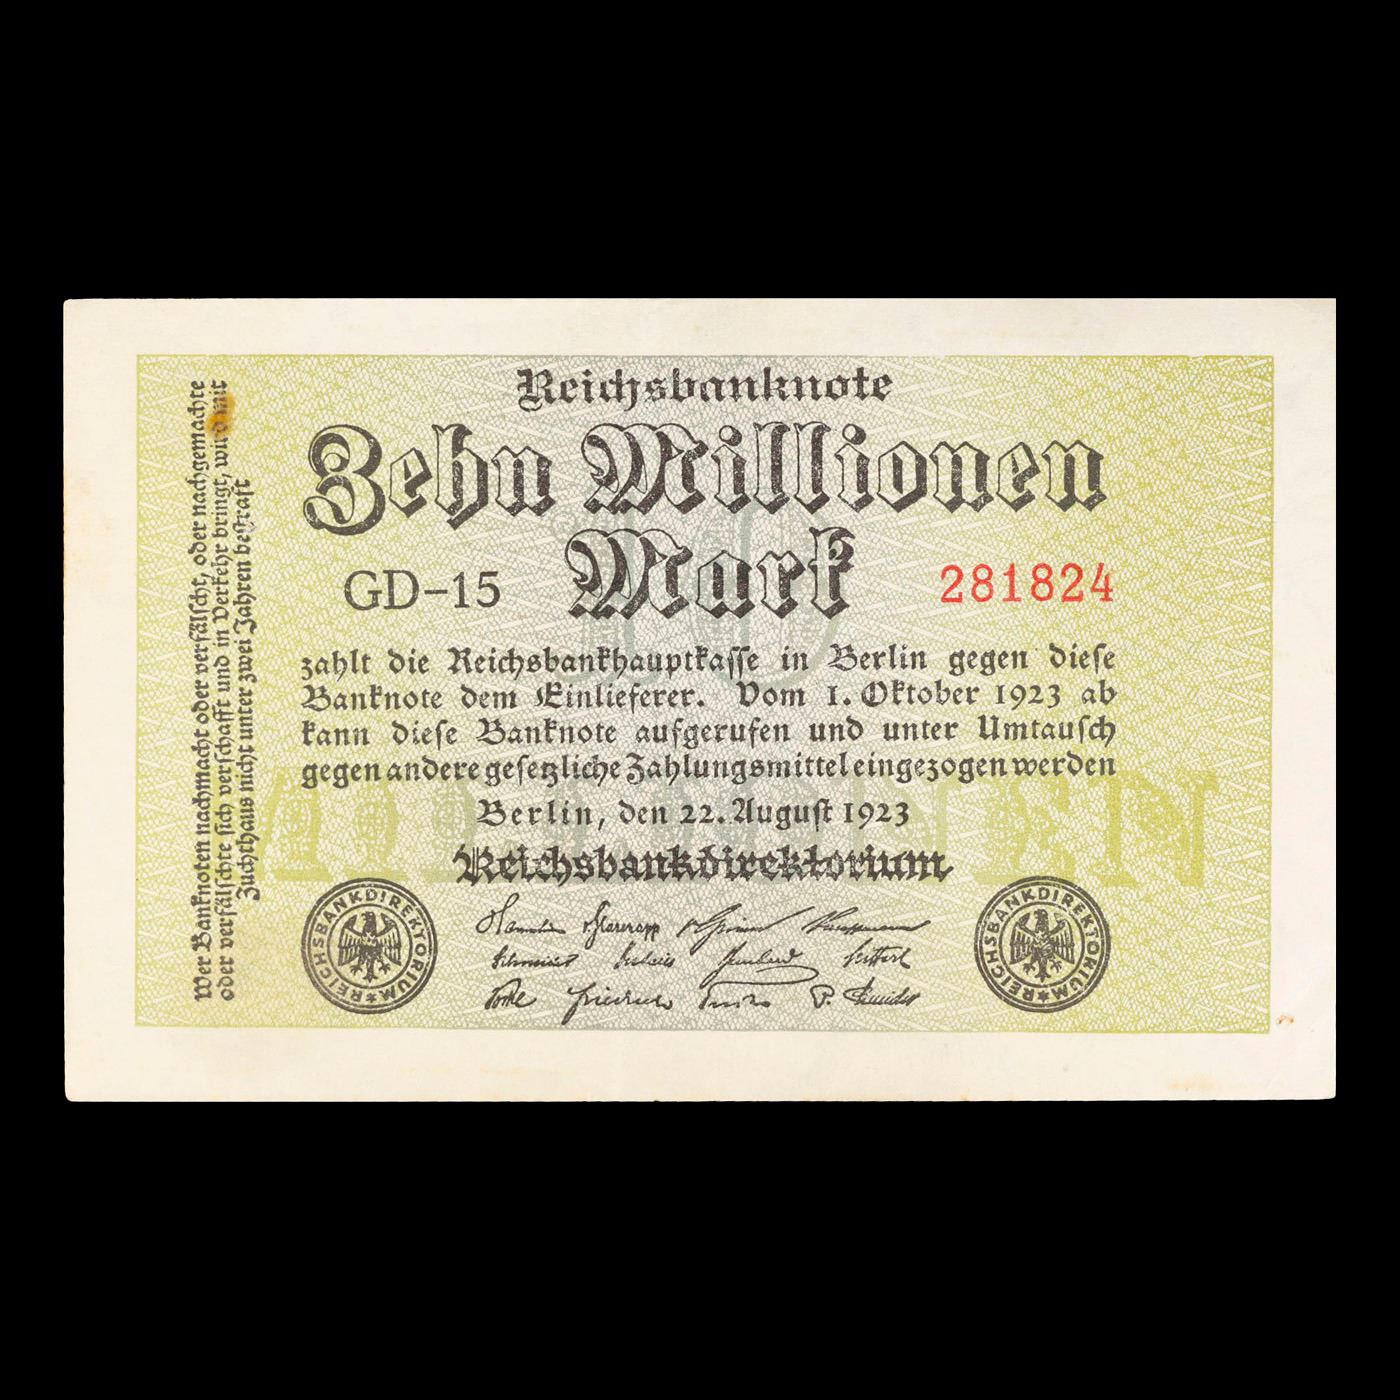 Reichsbanknote
Zehn Millionen
Mark
GD-15
281824
zahlt die Reichsbankhauptkasse in Berlin gegen diese
Banknote dem Einlieferer. Vom 1. Oktober 1923 ab
kann diese Banknote aufgerufen und unter Umtausch
gegen andere gesetzliche Zahlungsmittel eingezogen werden
Berlin, den 22. August 1923
Reichsbankdirektorium
REICHSBANKDIREKTORIUM
REICHSBANKDIREKTORIUM
Wer Banknoten nachmacht oder verfälscht, oder nachgemachte
oder verfälschte sich verschafft und in Verkehr bringt, wird mit
Zuchthaus nicht unter zwei Jahren bestraft
10
MILLIONEN